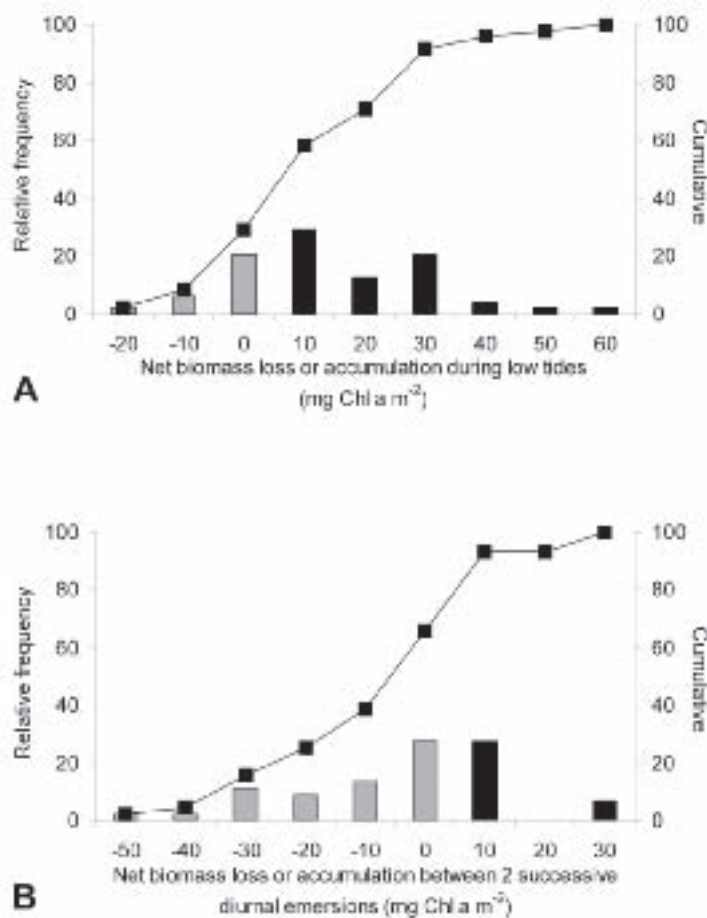 100
80
60
40
20
0
Relative frequency
100
80
60
40
20
0
Cumulative
-20 -10 0 10 20 30 40 50 60
Net biomass loss or accumulation during low tides
(mg Chl a m-2)
A
100
80
60
40
20
0
Relative frequency
100
80
60
40
20
0
Cumulative
-50 -40 -30 -20 -10 0 10 20 30
Net biomass loss or accumulation between 2 successive
diurnal emersions (mg Chl a m-2)
B